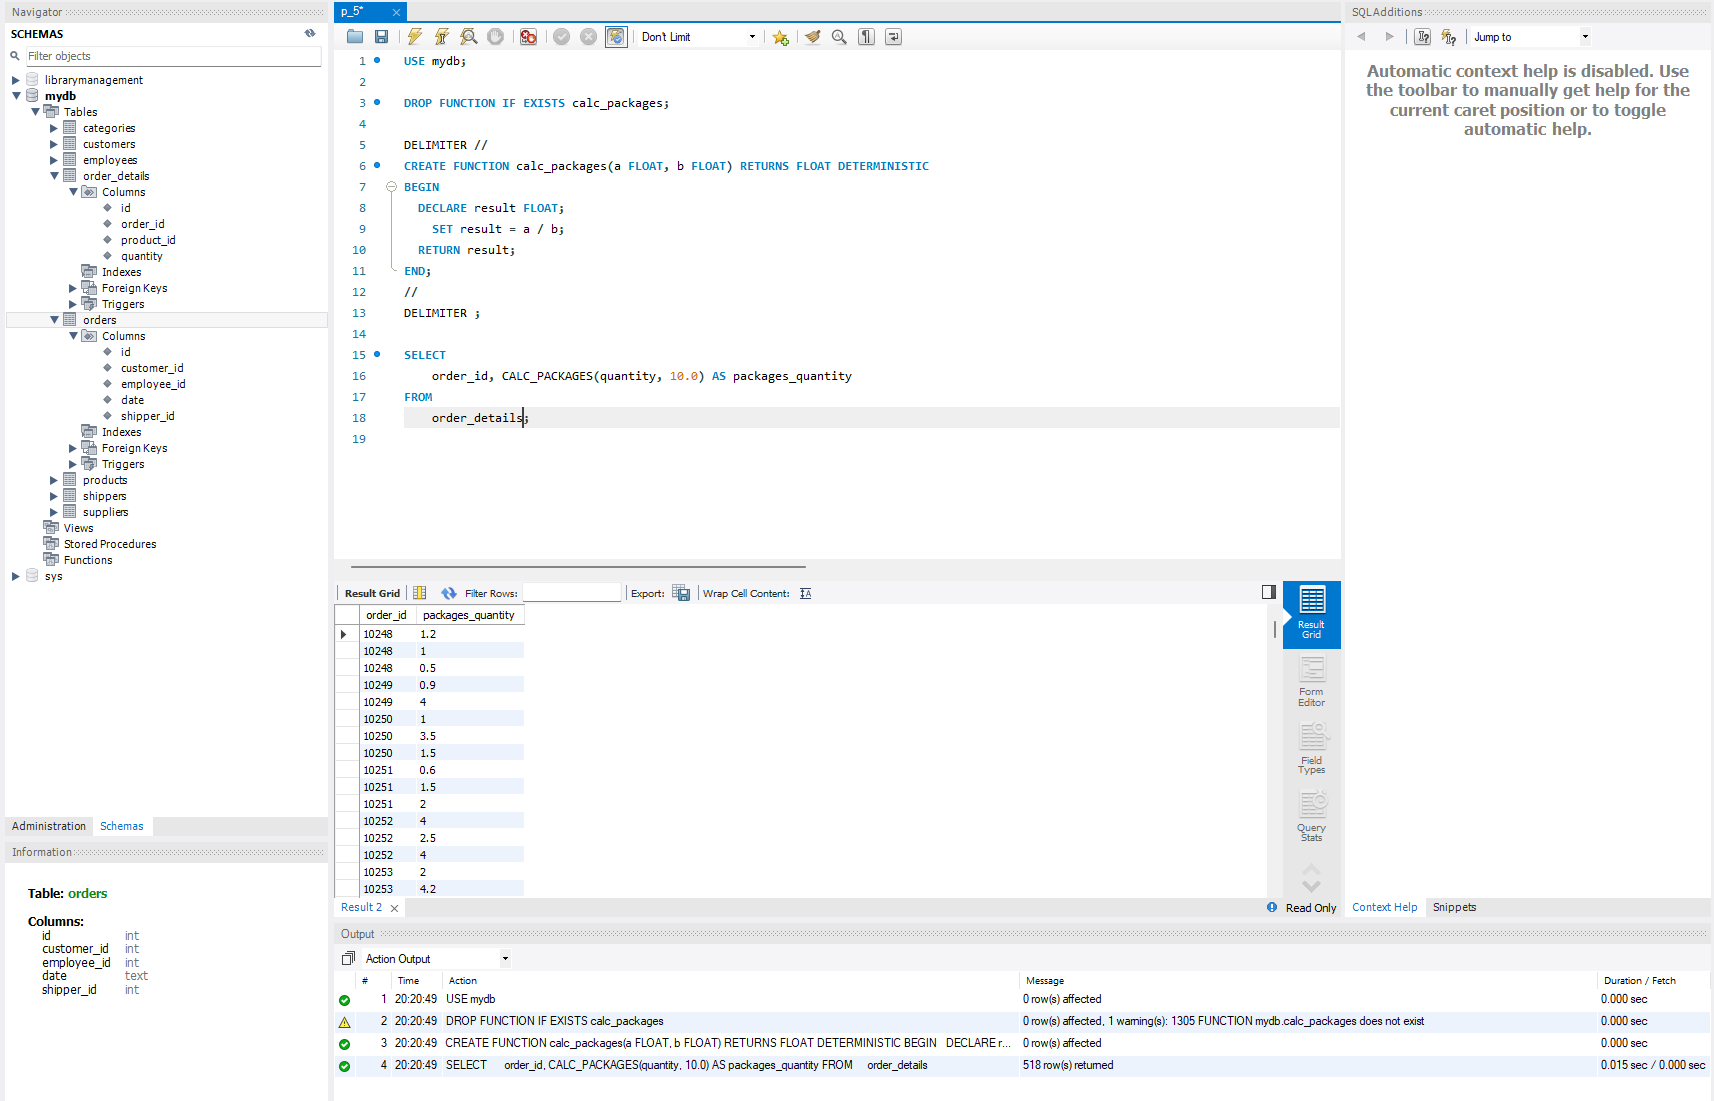 Navigator
SCHEMAS
Filter objects
librarymanagement
mydb
Tables
categories
customers
employees
order_details
Columns
id
order_id
product_id
quantity
Indexes
Foreign Keys
Triggers
orders
Columns
id
customer_id
employee_id
date
shipper_id
Indexes
Foreign Keys
Triggers
products
shippers
suppliers
Views
Stored Procedures
Functions
sys
Administration Schemas
Information
Table: orders
Columns:
id int
customer_id int
employee_id int
date text
shipper_id int
p_5*
Don't Limit
1 USE mydb;
2
3 DROP FUNCTION IF EXISTS calc_packages;
4
5 DELIMITER //
6 CREATE FUNCTION calc_packages(a FLOAT, b FLOAT) RETURNS FLOAT DETERMINISTIC
7 BEGIN
8 DECLARE result FLOAT;
9 SET result = a / b;
10 RETURN result;
11 END;
12 //
13 DELIMITER ;
14
15 SELECT
16 order_id, CALC_PACKAGES(quantity, 10.0) AS packages_quantity
17 FROM
18 order_details;
19
Result Grid Filter Rows: Export: Wrap Cell Content:
order_id packages_quantity
10248 1.2
10248 1
10248 0.5
10249 0.9
10249 4
10250 1
10250 3.5
10250 1.5
10251 0.6
10251 1.5
10251 2
10252 4
10252 2.5
10252 4
10253 2
10253 4.2
Result Grid
Form Editor
Field Types
Query Stats
Result 2
Read Only
SQLAdditions
Jump to
Automatic context help is disabled. Use
the toolbar to manually get help for the
current caret position or to toggle
automatic help.
Context Help Snippets
Output
Action Output
# Time Action Message Duration / Fetch
1 20:20:49 USE mydb 0 row(s) affected 0.000 sec
2 20:20:49 DROP FUNCTION IF EXISTS calc_packages 0 row(s) affected, 1 warning(s): 1305 FUNCTION mydb.calc_packages does not exist 0.000 sec
3 20:20:49 CREATE FUNCTION calc_packages(a FLOAT, b FLOAT) RETURNS FLOAT DETERMINISTIC BEGIN DECLARE r... 0 row(s) affected 0.000 sec
4 20:20:49 SELECT order_id, CALC_PACKAGES(quantity, 10.0) AS packages_quantity FROM order_details 518 row(s) returned 0.015 sec / 0.000 sec